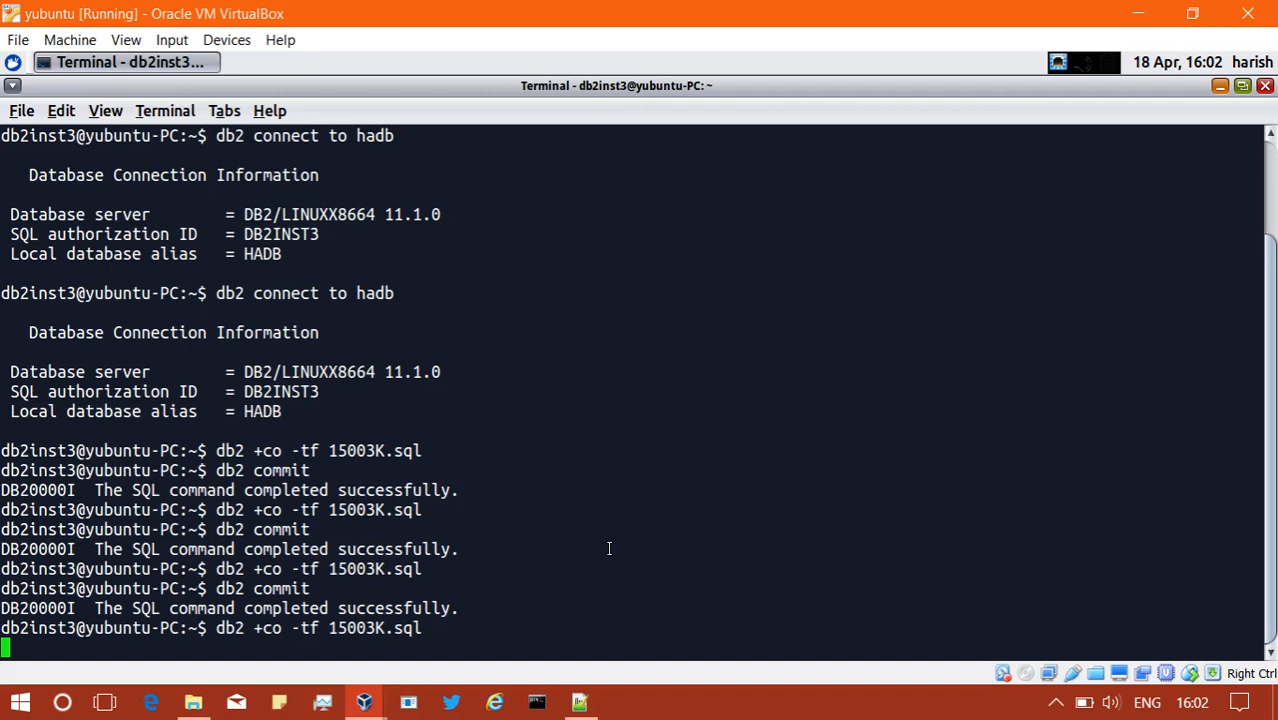 yubuntu [Running] - Oracle VM VirtualBox
File Machine View Input Devices Help
Terminal - db2inst3... 18 Apr, 16:02 harish
Terminal - db2inst3@yubuntu-PC: ~
File Edit View Terminal Tabs Help
db2inst3@yubuntu-PC:~$ db2 connect to hadb
Database Connection Information
Database server = DB2/LINUXX8664 11.1.0
SQL authorization ID = DB2INST3
Local database alias = HADB
db2inst3@yubuntu-PC:~$ db2 connect to hadb
Database Connection Information
Database server = DB2/LINUXX8664 11.1.0
SQL authorization ID = DB2INST3
Local database alias = HADB
db2inst3@yubuntu-PC:~$ db2 +co -tf 15003K.sql
db2inst3@yubuntu-PC:~$ db2 commit
DB20000I The SQL command completed successfully.
db2inst3@yubuntu-PC:~$ db2 +co -tf 15003K.sql
db2inst3@yubuntu-PC:~$ db2 commit
DB20000I The SQL command completed successfully.
db2inst3@yubuntu-PC:~$ db2 +co -tf 15003K.sql
db2inst3@yubuntu-PC:~$ db2 commit
DB20000I The SQL command completed successfully.
db2inst3@yubuntu-PC:~$ db2 +co -tf 15003K.sql
Right Ctrl
ENG 16:02